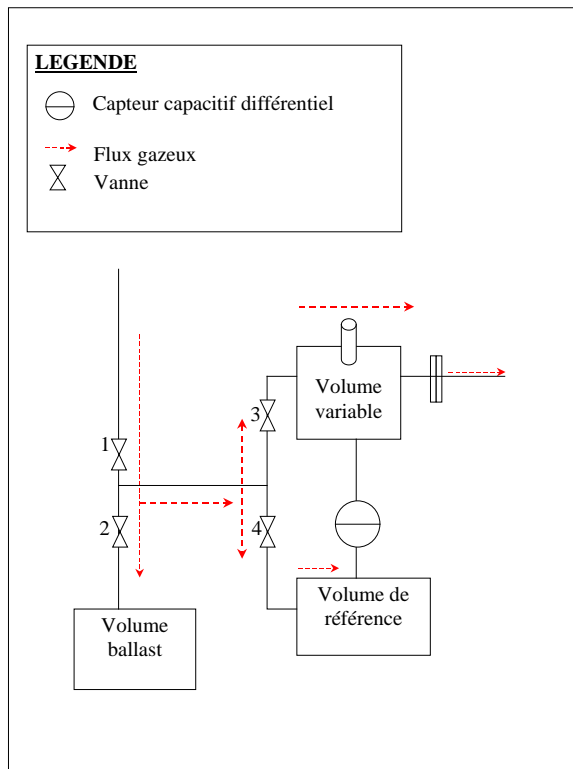 LEGENDE
Capteur capacitif différentiel
Flux gazeux
Vanne
Volume
variable
3
1
2
4
Volume de
référence
Volume
ballast